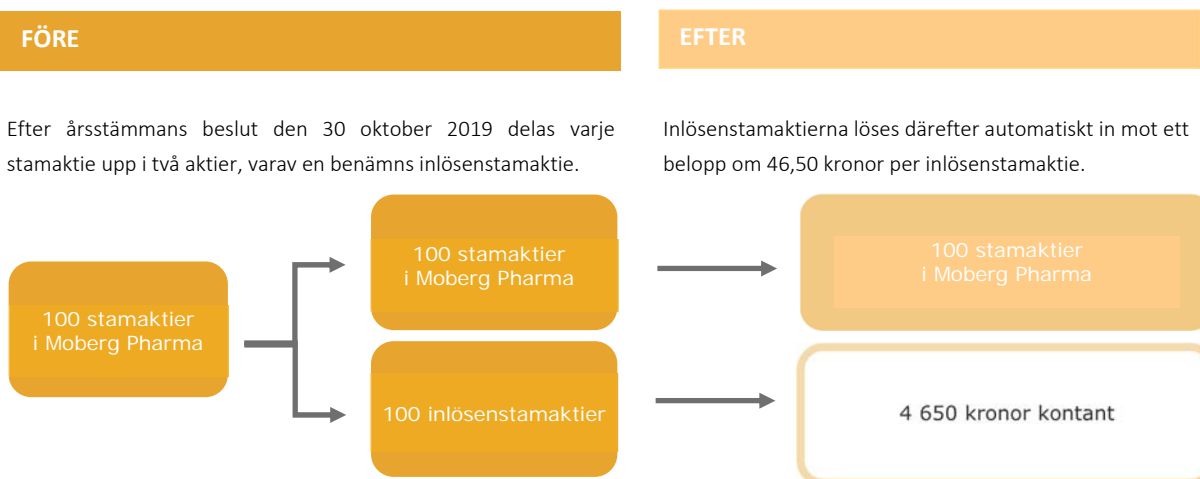 FÖRE
Efter årsstämmans beslut den 30 oktober 2019 delas varje
stamaktie upp i två aktier, varav en benämns inlösenstamaktie.
100 stamaktier
i Moberg Pharma
100 stamaktier
i Moberg Pharma
100 inlösenstamaktier
EFTER
Inlösenstamaktierna löses därefter automatiskt in mot ett
belopp om 46,50 kronor per inlösenstamaktie.
100 stamaktier
i Moberg Pharma
4 650 kronor kontant